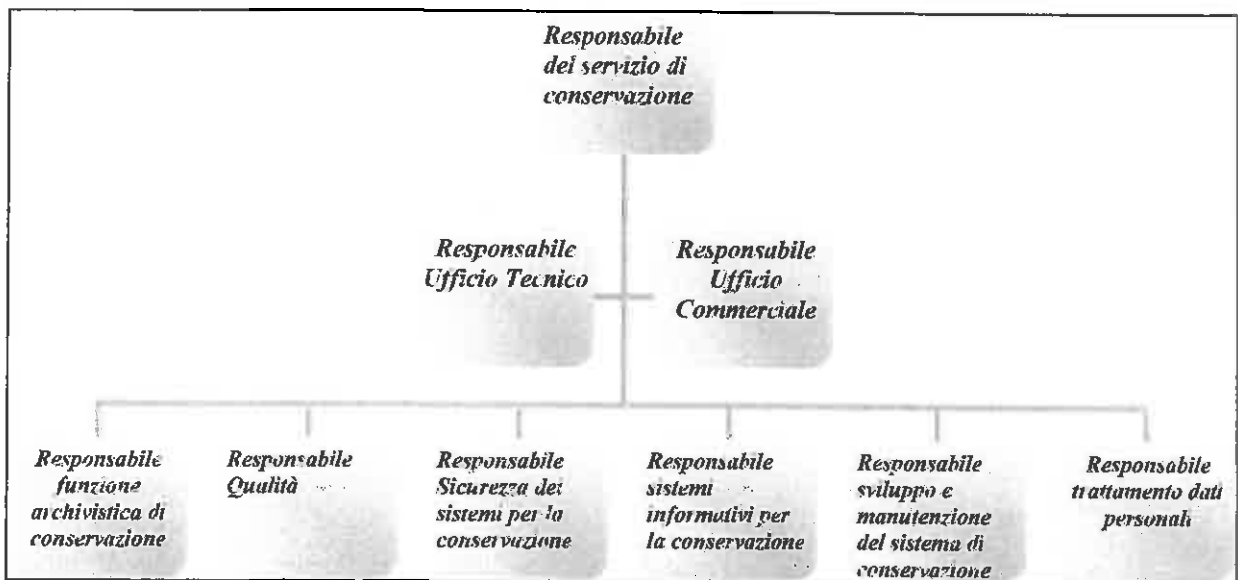 Responsabile
del servizio di
conservazione
Responsabile
Ufficio Tecnico
Responsabile
Ufficio
Commerciale
Responsabile
funzione
archivistica di
conservazione
Responsabile
Qualità
Responsabile
Sicurezza dei
sistemi per la
conservazione
Responsabile
sistemi
informativi per
la conservazione
Responsabile
sviluppo e
manutenzione
del sistema di
conservazione
Responsabile
trattamento dati
personali